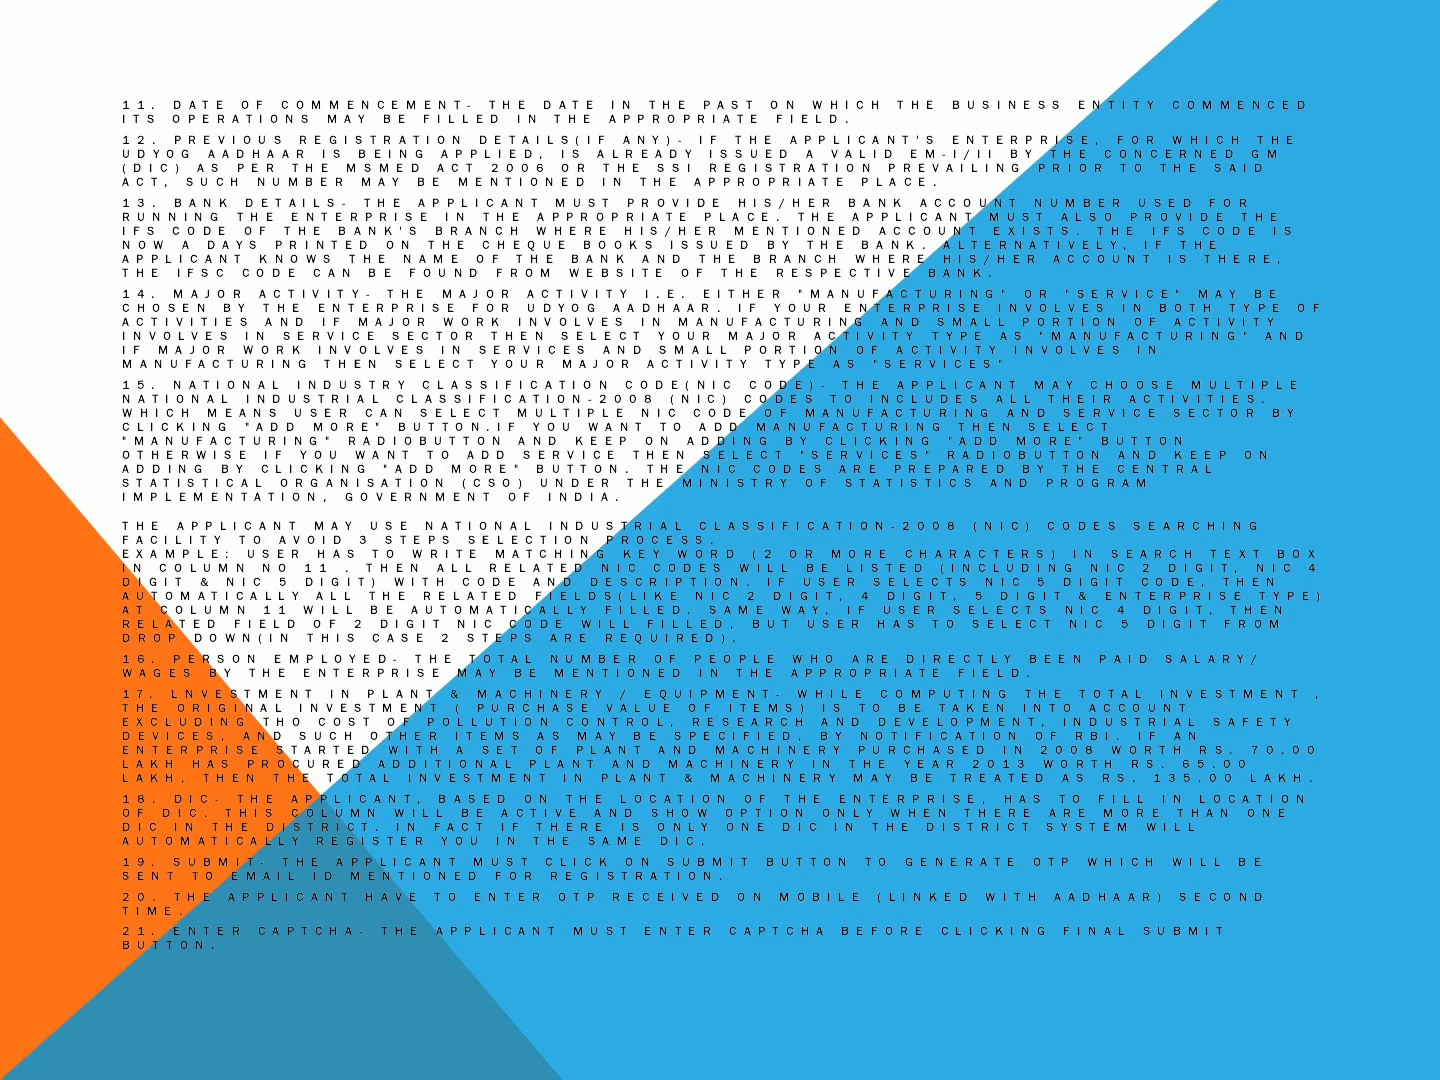 11. DATE OF COMMENCEMENT- THE DATE IN THE PAST ON WHICH THE BUSINESS ENTITY COMMENCED
ITS OPERATIONS MAY BE FILLED IN THE APPROPRIATE FIELD.
12. PREVIOUS REGISTRATION DETAILS(IF ANY)- IF THE APPLICANT'S ENTERPRISE, FOR WHICH THE
UDYOG AADHAAR IS BEING APPLIED, IS ALREADY ISSUED A VALID EM-I/II BY THE CONCERNED GM
(DIC) AS PER THE MSMED ACT 2006 OR THE SSI REGISTRATION PREVAILING PRIOR TO THE SAID
ACT, SUCH NUMBER MAY BE MENTIONED IN THE APPROPRIATE PLACE.
13. BANK DETAILS- THE APPLICANT MUST PROVIDE HIS/HER BANK ACCOUNT NUMBER USED FOR
RUNNING THE ENTERPRISE IN THE APPROPRIATE PLACE. THE APPLICANT MUST ALSO PROVIDE THE
IFS CODE OF THE BANK'S BRANCH WHERE HIS/HER MENTIONED ACCOUNT EXISTS. THE IFS CODE IS
NOW A DAYS PRINTED ON THE CHEQUE BOOKS ISSUED BY THE BANK. ALTERNATIVELY, IF THE
APPLICANT KNOWS THE NAME OF THE BANK AND THE BRANCH WHERE HIS/HER ACCOUNT IS THERE,
THE IFSC CODE CAN BE FOUND FROM WEBSITE OF THE RESPECTIVE BANK.
14. MAJOR ACTIVITY- THE MAJOR ACTIVITY I.E. EITHER "MANUFACTURING" OR "SERVICE" MAY BE
CHOSEN BY THE ENTERPRISE FOR UDYOG AADHAAR. IF YOUR ENTERPRISE INVOLVES IN BOTH TYPE OF
ACTIVITIES AND IF MAJOR WORK INVOLVES IN MANUFACTURING AND SMALL PORTION OF ACTIVITY
INVOLVES IN SERVICE SECTOR THEN SELECT YOUR MAJOR ACTIVITY TYPE AS "MANUFACTURING" AND
IF MAJOR WORK INVOLVES IN SERVICES AND SMALL PORTION OF ACTIVITY INVOLVES IN
MANUFACTURING THEN SELECT YOUR MAJOR ACTIVITY TYPE AS "SERVICES"
15. NATIONAL INDUSTRY CLASSIFICATION CODE(NIC CODE)- THE APPLICANT MAY CHOOSE MULTIPLE
NATIONAL INDUSTRIAL CLASSIFICATION-2008 (NIC) CODES TO INCLUDES ALL THEIR ACTIVITIES.
WHICH MEANS USER CAN SELECT MULTIPLE NIC CODE OF MANUFACTURING AND SERVICE SECTOR BY
CLICKING "ADD MORE" BUTTON.IF YOU WANT TO ADD MANUFACTURING THEN SELECT
"MANUFACTURING" RADIOBUTTON AND KEEP ON ADDING BY CLICKING "ADD MORE" BUTTON
OTHERWISE IF YOU WANT TO ADD SERVICE THEN SELECT "SERVICES" RADIOBUTTON AND KEEP ON
ADDING BY CLICKING "ADD MORE" BUTTON. THE NIC CODES ARE PREPARED BY THE CENTRAL
STATISTICAL ORGANISATION (CSO) UNDER THE MINISTRY OF STATISTICS AND PROGRAM
IMPLEMENTATION, GOVERNMENT OF INDIA.
THE APPLICANT MAY USE NATIONAL INDUSTRIAL CLASSIFICATION-2008 (NIC) CODES SEARCHING
FACILITY TO AVOID 3 STEPS SELECTION PROCESS.
EXAMPLE: USER HAS TO WRITE MATCHING KEY WORD (2 OR MORE CHARACTERS) IN SEARCH TEXT BOX
IN COLUMN NO 11 . THEN ALL RELATED NIC CODES WILL BE LISTED (INCLUDING NIC 2 DIGIT, NIC 4
DIGIT & NIC 5 DIGIT) WITH CODE AND DESCRIPTION. IF USER SELECTS NIC 5 DIGIT CODE, THEN
AUTOMATICALLY ALL THE RELATED FIELDS(LIKE NIC 2 DIGIT, 4 DIGIT, 5 DIGIT & ENTERPRISE TYPE)
AT COLUMN 11 WILL BE AUTOMATICALLY FILLED. SAME WAY, IF USER SELECTS NIC 4 DIGIT, THEN
RELATED FIELD OF 2 DIGIT NIC CODE WILL FILLED, BUT USER HAS TO SELECT NIC 5 DIGIT FROM
DROP DOWN(IN THIS CASE 2 STEPS ARE REQUIRED).
16. PERSON EMPLOYED- THE TOTAL NUMBER OF PEOPLE WHO ARE DIRECTLY BEEN PAID SALARY/
WAGES BY THE ENTERPRISE MAY BE MENTIONED IN THE APPROPRIATE FIELD.
17. LNVESTMENT IN PLANT & MACHINERY / EQUIPMENT- WHILE COMPUTING THE TOTAL INVESTMENT ,
THE ORIGINAL INVESTMENT ( PURCHASE VALUE OF ITEMS) IS TO BE TAKEN INTO ACCOUNT
EXCLUDING THO COST OF POLLUTION CONTROL, RESEARCH AND DEVELOPMENT, INDUSTRIAL SAFETY
DEVICES, AND SUCH OTHER ITEMS AS MAY BE SPECIFIED, BY NOTIFICATION OF RBI. IF AN
ENTERPRISE STARTED WITH A SET OF PLANT AND MACHINERY PURCHASED IN 2008 WORTH RS. 70.00
LAKH HAS PROCURED ADDITIONAL PLANT AND MACHINERY IN THE YEAR 2013 WORTH RS. 65.00
LAKH, THEN THE TOTAL INVESTMENT IN PLANT & MACHINERY MAY BE TREATED AS RS. 135.00 LAKH.
18. DIC- THE APPLICANT, BASED ON THE LOCATION OF THE ENTERPRISE, HAS TO FILL IN LOCATION
OF DIC. THIS COLUMN WILL BE ACTIVE AND SHOW OPTION ONLY WHEN THERE ARE MORE THAN ONE
DIC IN THE DISTRICT. IN FACT IF THERE IS ONLY ONE DIC IN THE DISTRICT SYSTEM WILL
AUTOMATICALLY REGISTER YOU IN THE SAME DIC.
19. SUBMIT- THE APPLICANT MUST CLICK ON SUBMIT BUTTON TO GENERATE OTP WHICH WILL BE
SENT TO EMAIL ID MENTIONED FOR REGISTRATION.
20. THE APPLICANT HAVE TO ENTER OTP RECEIVED ON MOBILE (LINKED WITH AADHAAR) SECOND
TIME.
21. ENTER CAPTCHA- THE APPLICANT MUST ENTER CAPTCHA BEFORE CLICKING FINAL SUBMIT
BUTTON.